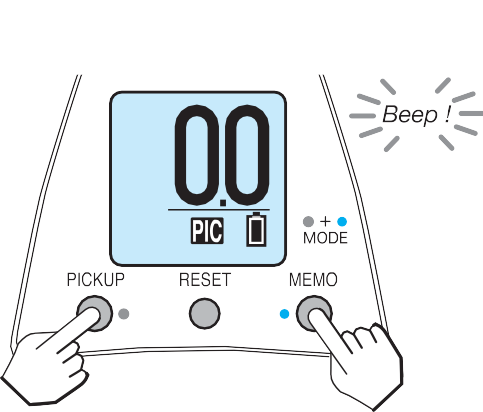 Beep !
0.0
PIC
+
MODE
PICKUP RESET MEMO